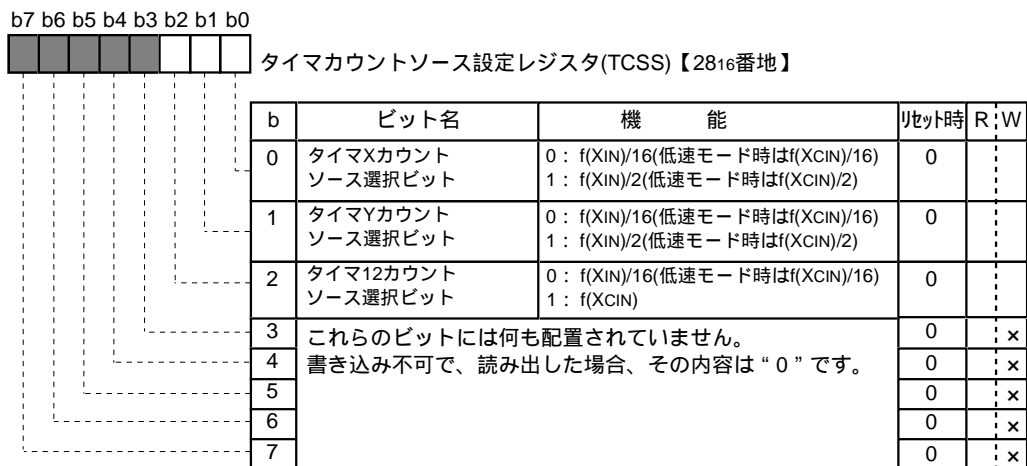 b7 b6 b5 b4 b3 b2 b1 b0
タイマカウントソース設定レジスタ(TCSS)【2816番地】
b ビット名 機 能 リセット時 R W
0 タイマXカウント 0 : f(XIN)/16(低速モード時はf(XCIN)/16) 0
ソース選択ビット 1 : f(XIN)/2(低速モード時はf(XCIN)/2)
1 タイマYカウント 0 : f(XIN)/16(低速モード時はf(XCIN)/16) 0
ソース選択ビット 1 : f(XIN)/2(低速モード時はf(XCIN)/2)
2 タイマ12カウント 0 : f(XIN)/16(低速モード時はf(XCIN)/16) 0
ソース選択ビット 1 : f(XCIN)
3 これらのビットには何も配置されていません。 0 ×
4 書き込み不可で、読み出した場合、その内容は“0”です。 0 ×
5 0 ×
6 0 ×
7 0 ×